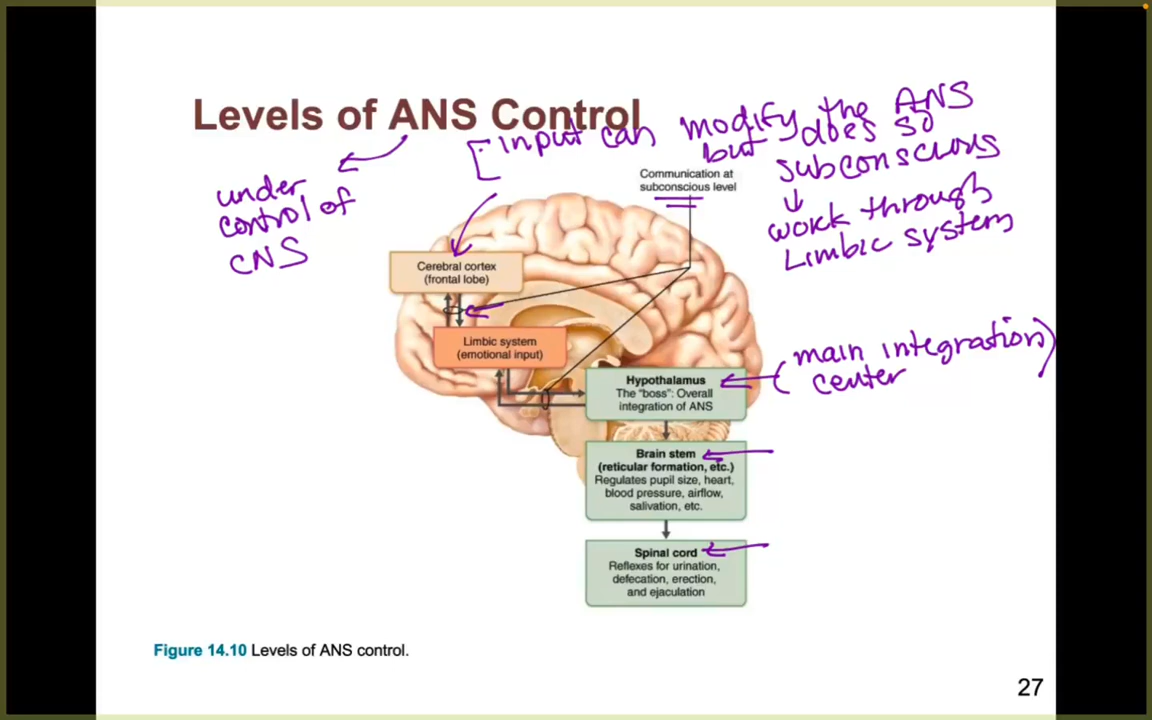 Levels of ANS Control
input can modify the ANS
but does so
subconscious
work through
Limbic system
under
control of
CNS
Communication at
subconscious level
Cerebral cortex
(frontal lobe)
Limbic system
(emotional input)
Hypothalamus
The "boss": Overall
integration of ANS
(main integration)
center
Brain stem
(reticular formation, etc.)
Regulates pupil size, heart,
blood pressure, airflow,
salivation, etc.
Spinal cord
Reflexes for urination,
defecation, erection,
and ejaculation
Figure 14.10 Levels of ANS control.
27